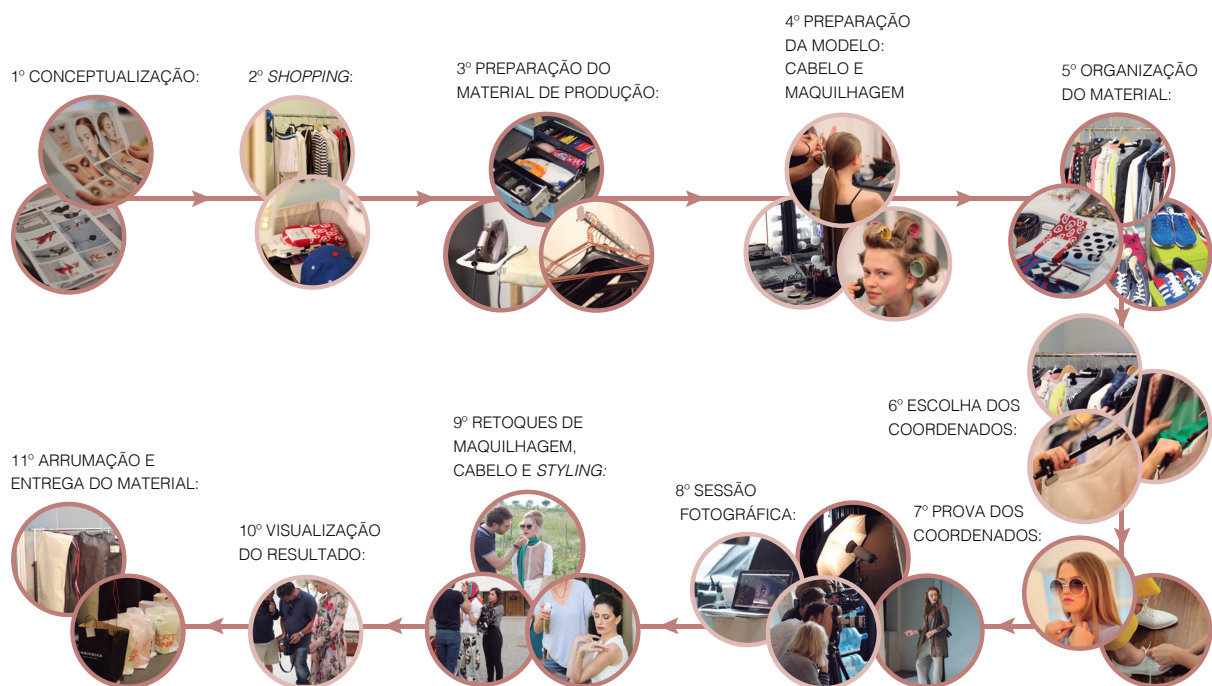 1º CONCEPTUALIZAÇÃO:
2º SHOPPING:
3º PREPARAÇÃO DO
MATERIAL DE PRODUÇÃO:
4º PREPARAÇÃO
DA MODELO:
CABELO E
MAQUILHAGEM
5º ORGANIZAÇÃO
DO MATERIAL:
6º ESCOLHA DOS
COORDENADOS:
7º PROVA DOS
COORDENADOS:
8º SESSÃO
FOTOGRÁFICA:
9º RETOQUES DE
MAQUILHAGEM,
CABELO E STYLING:
10º VISUALIZAÇÃO
DO RESULTADO:
11º ARRUMAÇÃO E
ENTREGA DO MATERIAL: